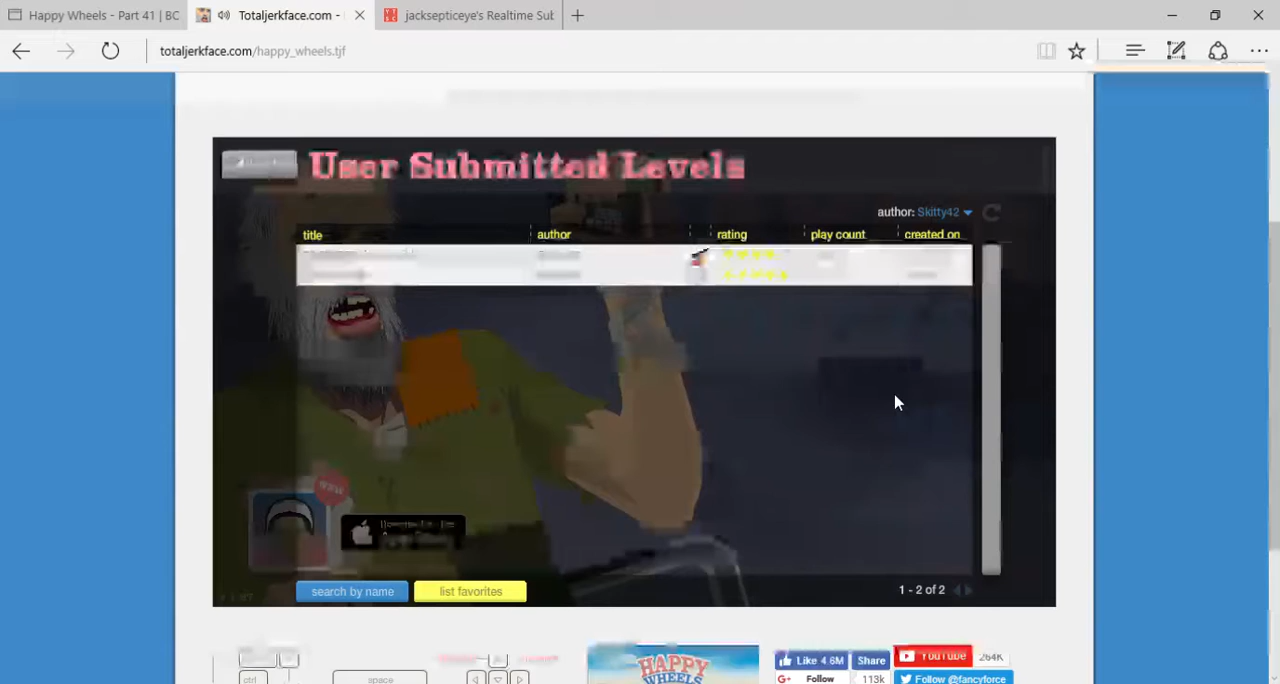 Happy Wheels - Part 41 | BC
Totaljerkface.com -
jacksepticeye's Realtime Sub
totaljerkface.com/happy_wheels.tjf
User Submitted Levels
author: Skitty42
title author rating play count created on
search by name
list favorites
1 - 2 of 2
ctrl
space
HAPPY WHEELS
Like 4.6M Share
YouTube 264K
Follow 113k
Follow @fancyforce